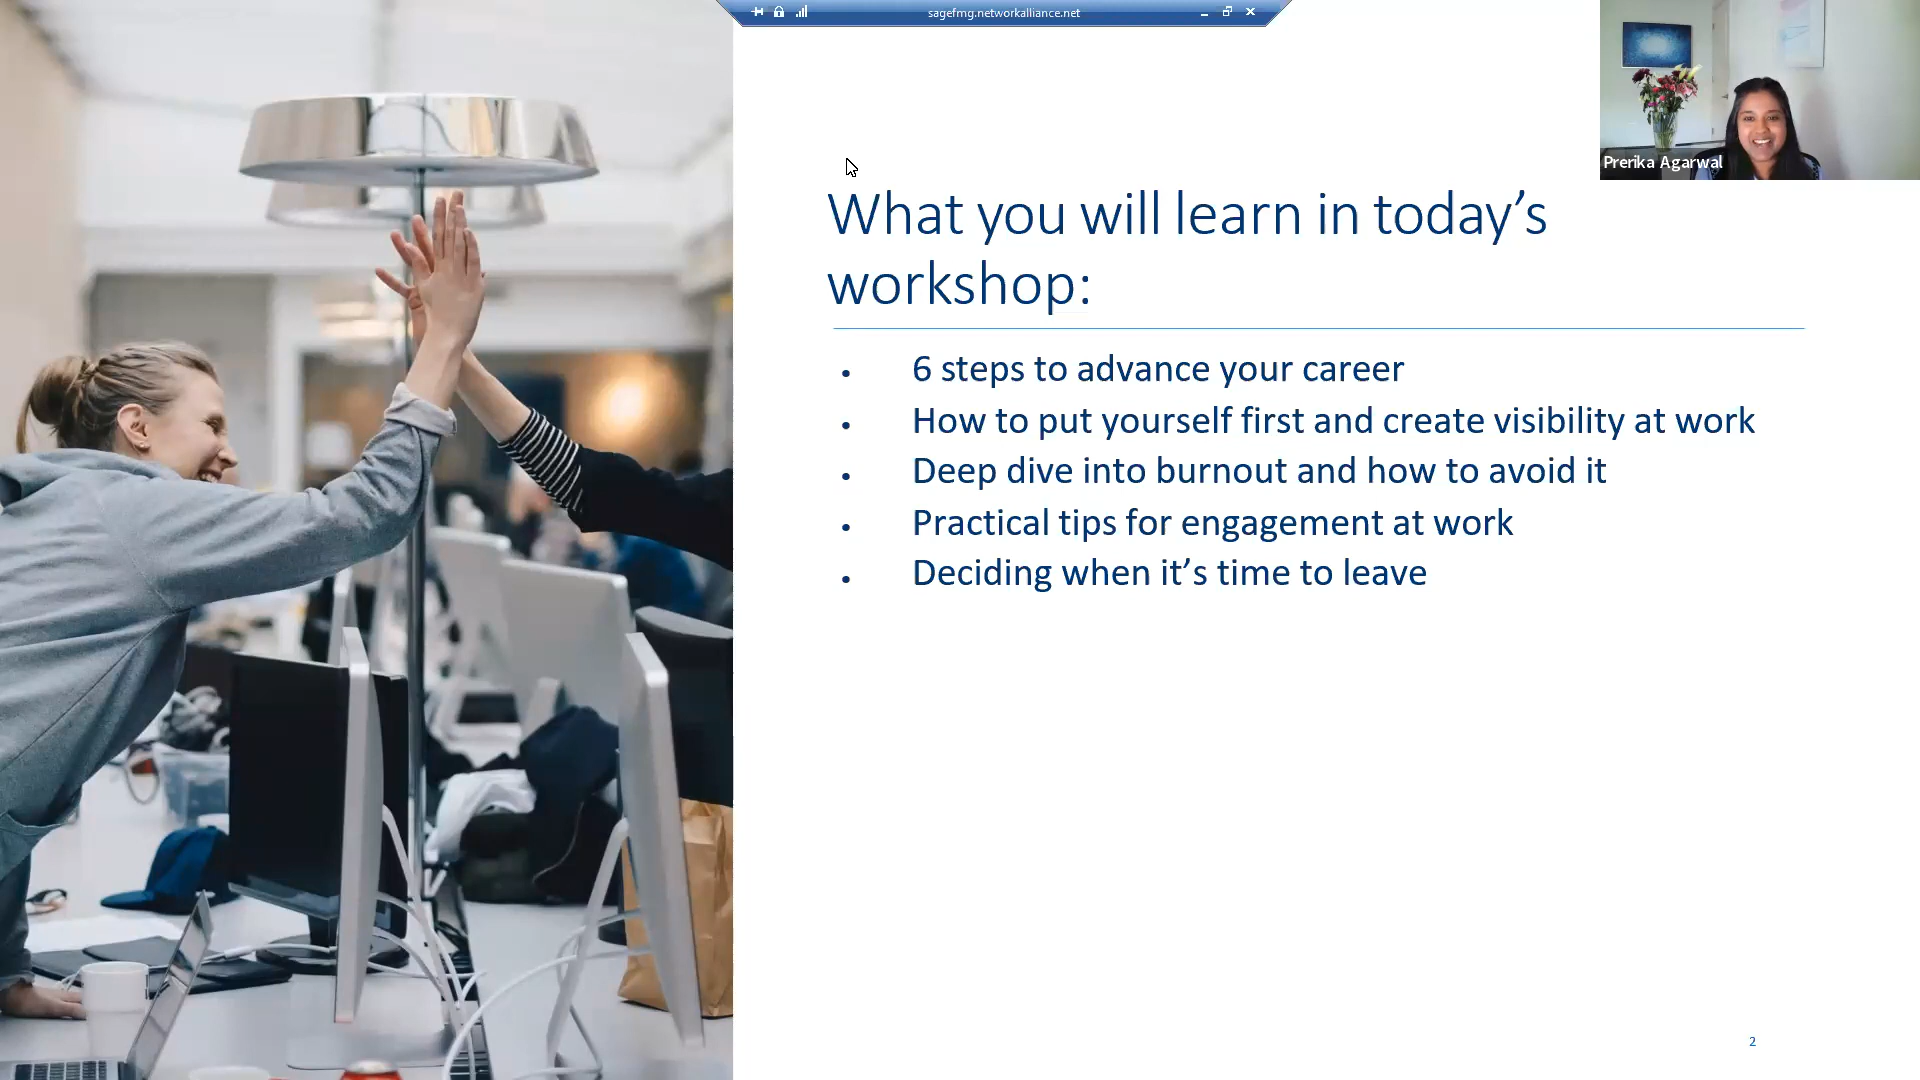 sagefmg.networkalliance.net
Prerika Agarwal
What you will learn in today’s
workshop:
• 6 steps to advance your career
• How to put yourself first and create visibility at work
• Deep dive into burnout and how to avoid it
• Practical tips for engagement at work
• Deciding when it’s time to leave
2